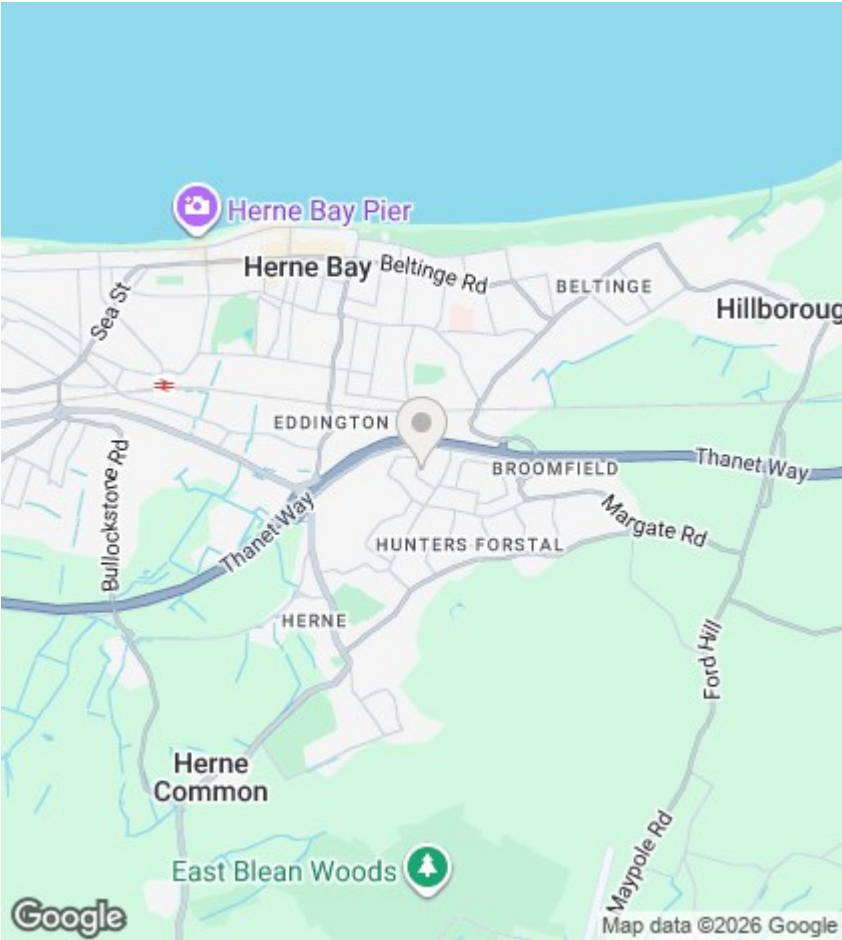 Herne Bay Pier
Herne Bay
Beltinge Rd
BELTINGE
Hillboroug
Sea St
EDDINGTON
BROOMFIELD
Thanet Way
Bullockstone Rd
Thanet Way
Margate Rd
HUNTERS FORSTAL
HERNE
Ford Hill
Herne
Common
East Blean Woods
Maypole Rd
Google
Map data ©2026 Google